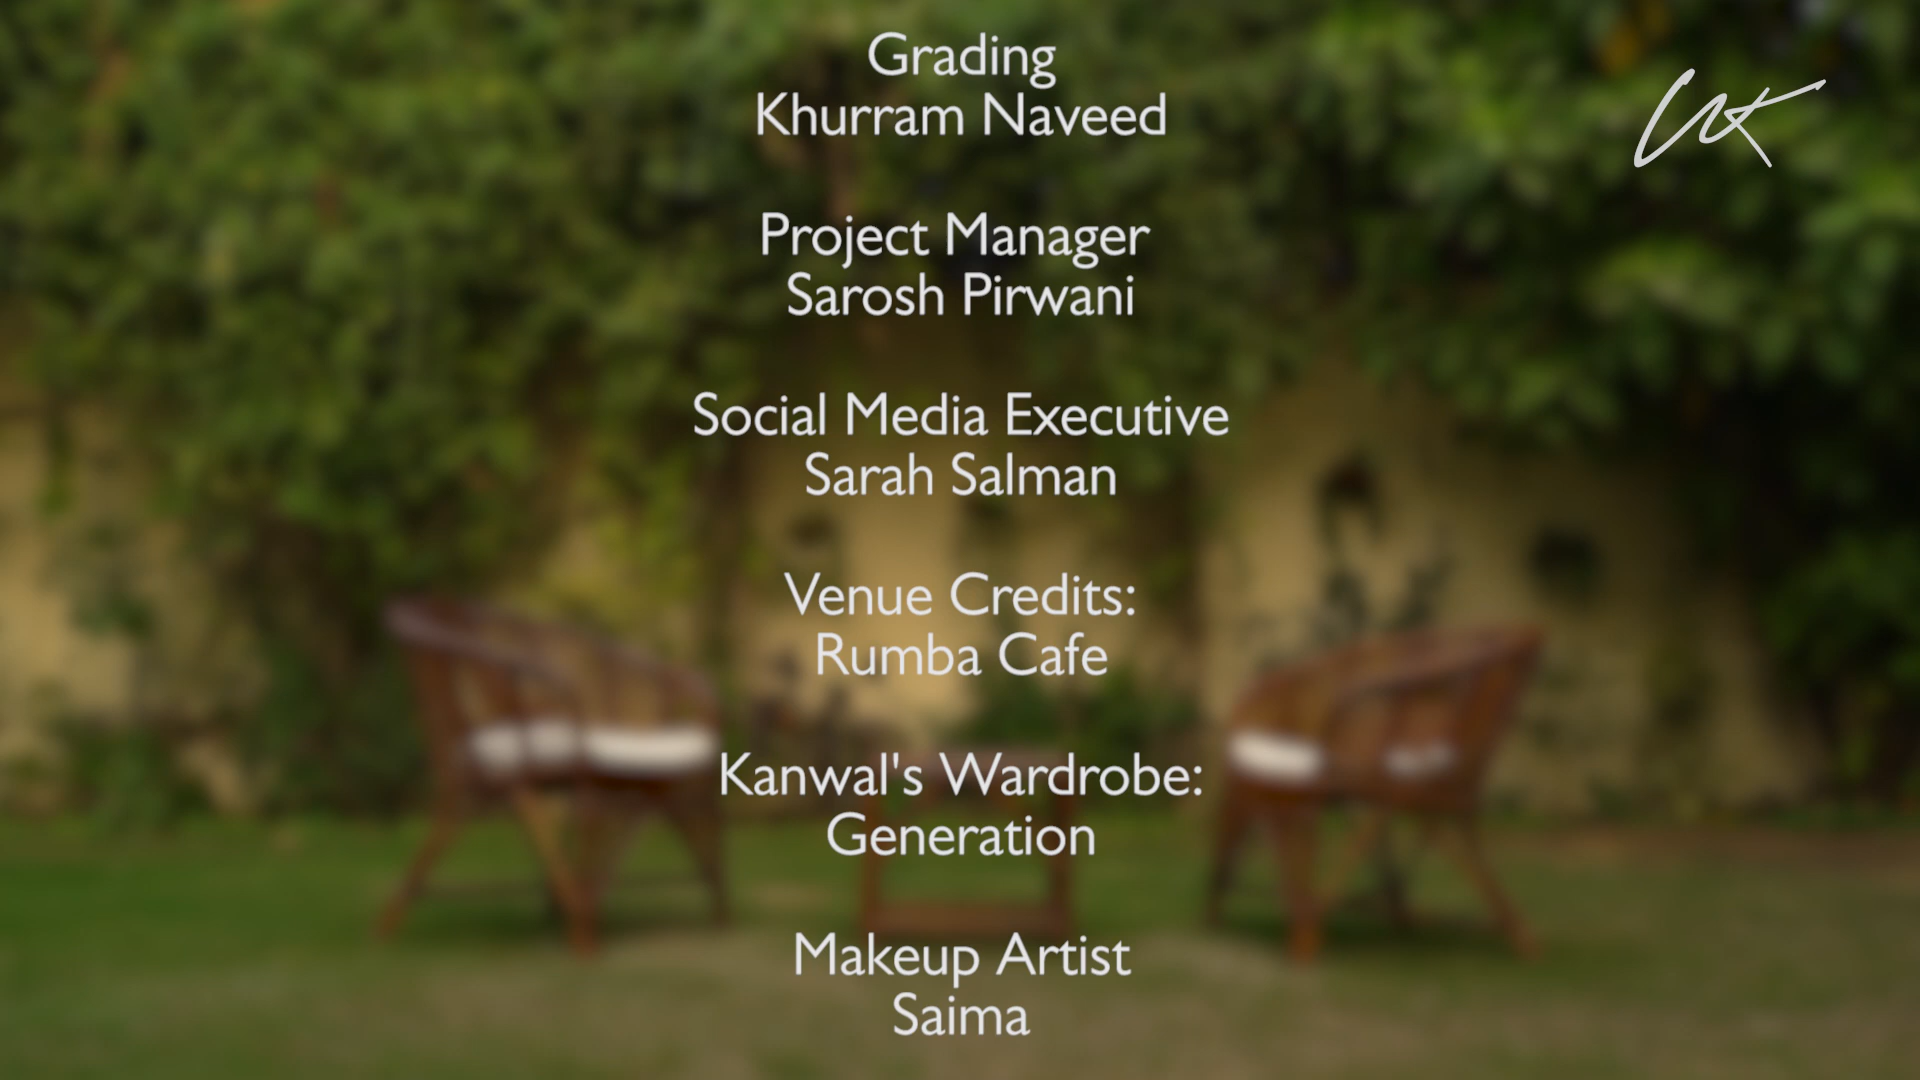 Grading
Khurram Naveed
Project Manager
Sarosh Pirwani
Social Media Executive
Sarah Salman
Venue Credits:
Rumba Cafe
Kanwal's Wardrobe:
Generation
Makeup Artist
Saima